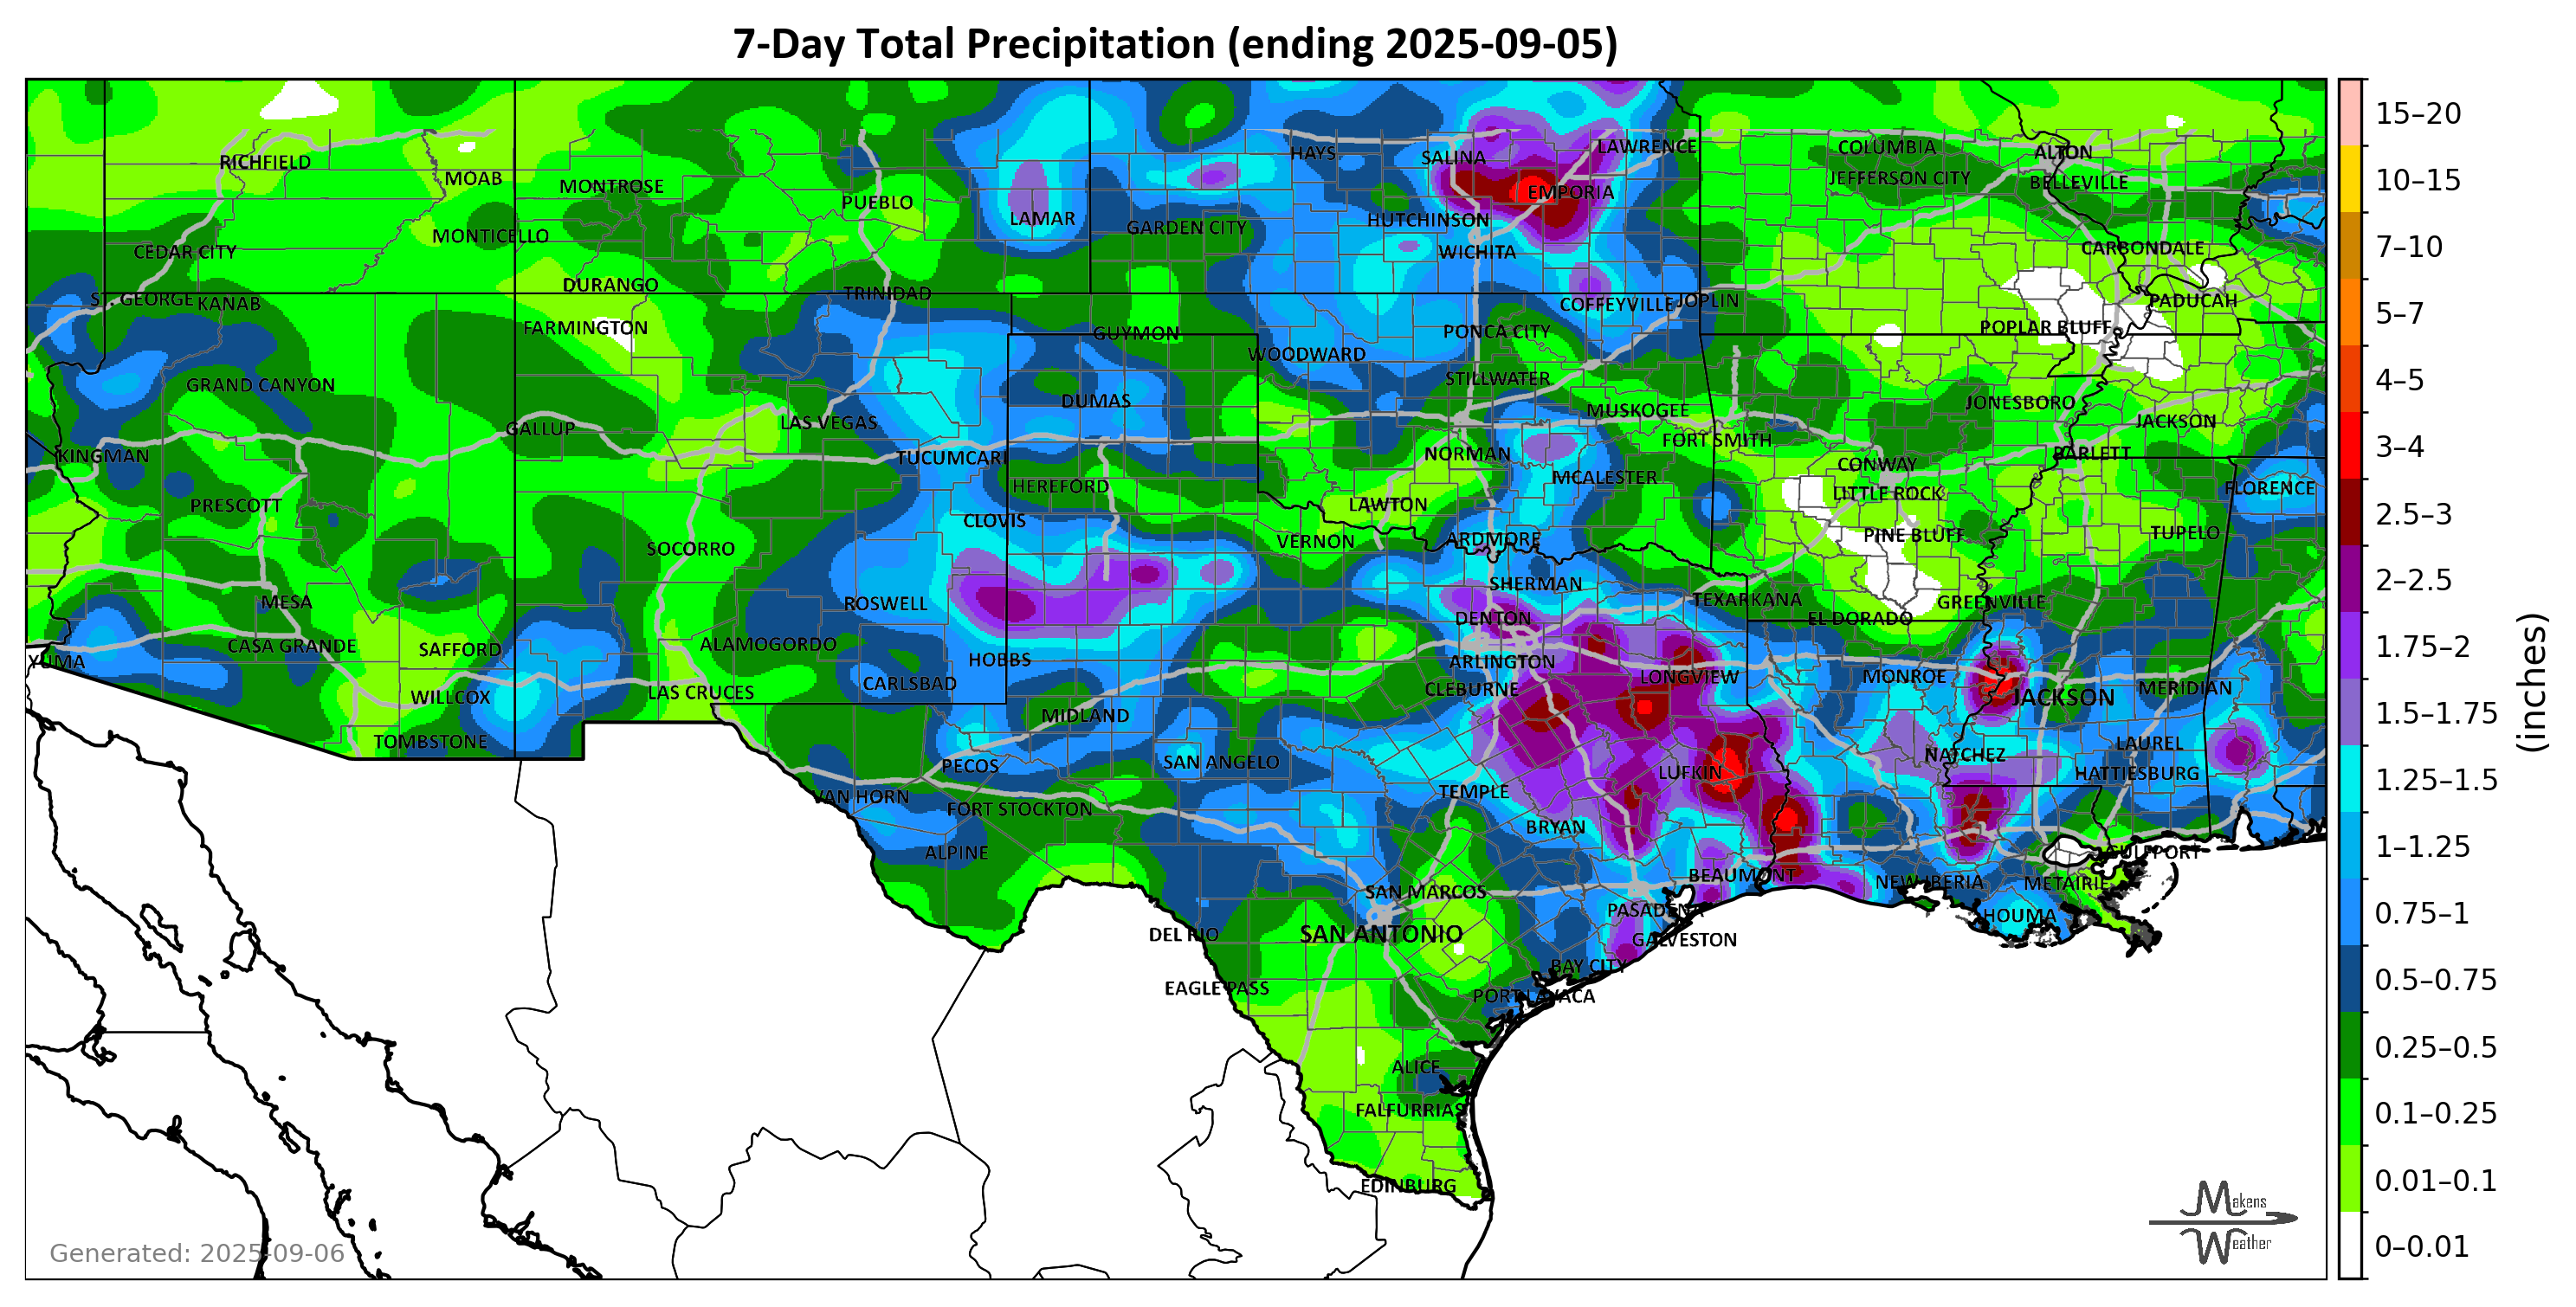 7-Day Total Precipitation (ending 2025-09-05)
RICHFIELD
MOAB
MONTROSE
PUEBLO
LAMAR
HAYS
SALINA
LAWRENCE
COLUMBIA
ALTON
JEFFERSON CITY
BELLEVILLE
EMPORIA
HUTCHINSON
GARDEN CITY
WICHITA
CEDAR CITY
MONTICELLO
CARBONDALE
DURANGO
TRINIDAD
ST. GEORGE
KANAB
COFFEYVILLE
JOPLIN
PADUCAH
FARMINGTON
GUYMON
PONCA CITY
POPLAR BLUFF
WOODWARD
STILLWATER
GRAND CANYON
DUMAS
MUSKOGEE
JONESBORO
JACKSON
GALLUP
LAS VEGAS
FORT SMITH
KINGMAN
TUCUMCARI
NORMAN
BARLETT
CONWAY
MCALESTER
HEREFORD
LITTLE ROCK
FLORENCE
PRESCOTT
LAWTON
CLOVIS
VERNON
ARDMORE
PINE BLUFF
TUPELO
SOCORRO
SHERMAN
MESA
ROSWELL
TEXARKANA
GREENVILLE
DENTON
EL DORADO
CASA GRANDE
SAFFORD
ALAMOGORDO
YUMA
HOBBS
ARLINGTON
LONGVIEW
MONROE
WILLCOX
LAS CRUCES
CARLSBAD
CLEBURNE
JACKSON
MERIDIAN
MIDLAND
TOMBSTONE
PECOS
SAN ANGELO
LUFKIN
NATCHEZ
LAUREL
HATTIESBURG
VAN HORN
FORT STOCKTON
TEMPLE
BRYAN
ALPINE
GULFPORT
BEAUMONT
SAN MARCOS
NEW IBERIA
METAIRIE
PASADENA
HOUMA
DEL RIO
SAN ANTONIO
GALVESTON
BAY CITY
EAGLE PASS
PORT LAVACA
ALICE
FALFURRIAS
EDINBURG
Generated: 2025-09-06
Makens
Weather
15–20
10–15
7–10
5–7
4–5
3–4
2.5–3
2–2.5
1.75–2
1.5–1.75
1.25–1.5
1–1.25
0.75–1
0.5–0.75
0.25–0.5
0.1–0.25
0.01–0.1
0–0.01
(inches)